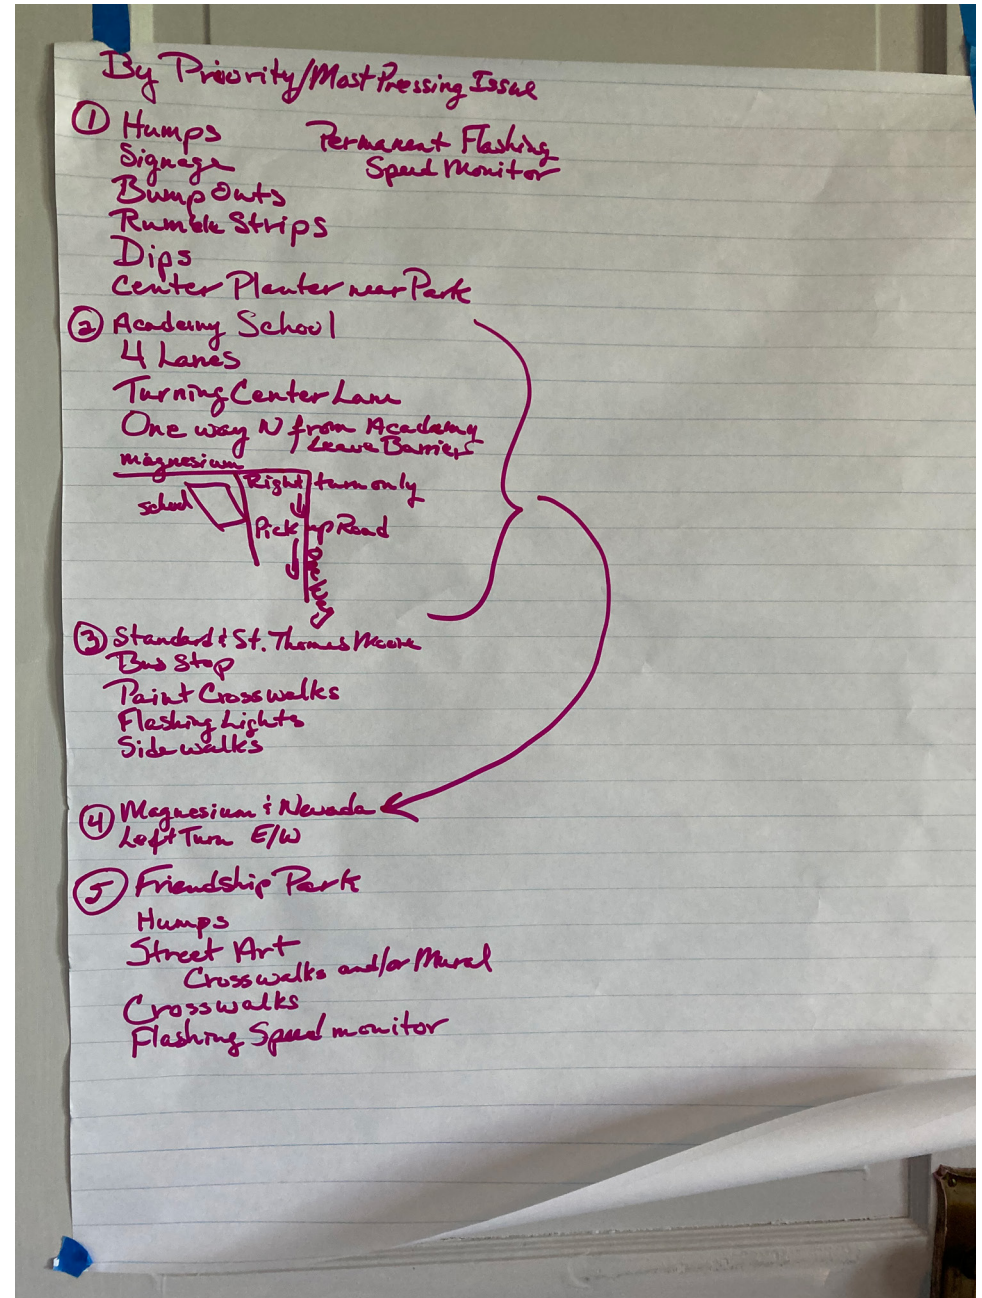 By Priority/Most Pressing Issue
① Humps
Permanent Flashing
Signage
Speed Monitor
Bump Outs
Rumble Strips
Dips
Center Planter near Park
② Academy School
4 Lanes
Turning Center Lane
One way N from Academy
Leave Barriers
Magnesium
Right turn only
school
Pick up Road
One Way
③ Standard & St. Thomas Moore
Bus Stop
Paint Crosswalks
Flashing Lights
Sidewalks
④ Magnesium & Nevada
Left Turn E/W
⑤ Friendship Park
Humps
Street Art
Crosswalks and/or Mural
Crosswalks
Flashing Speed monitor